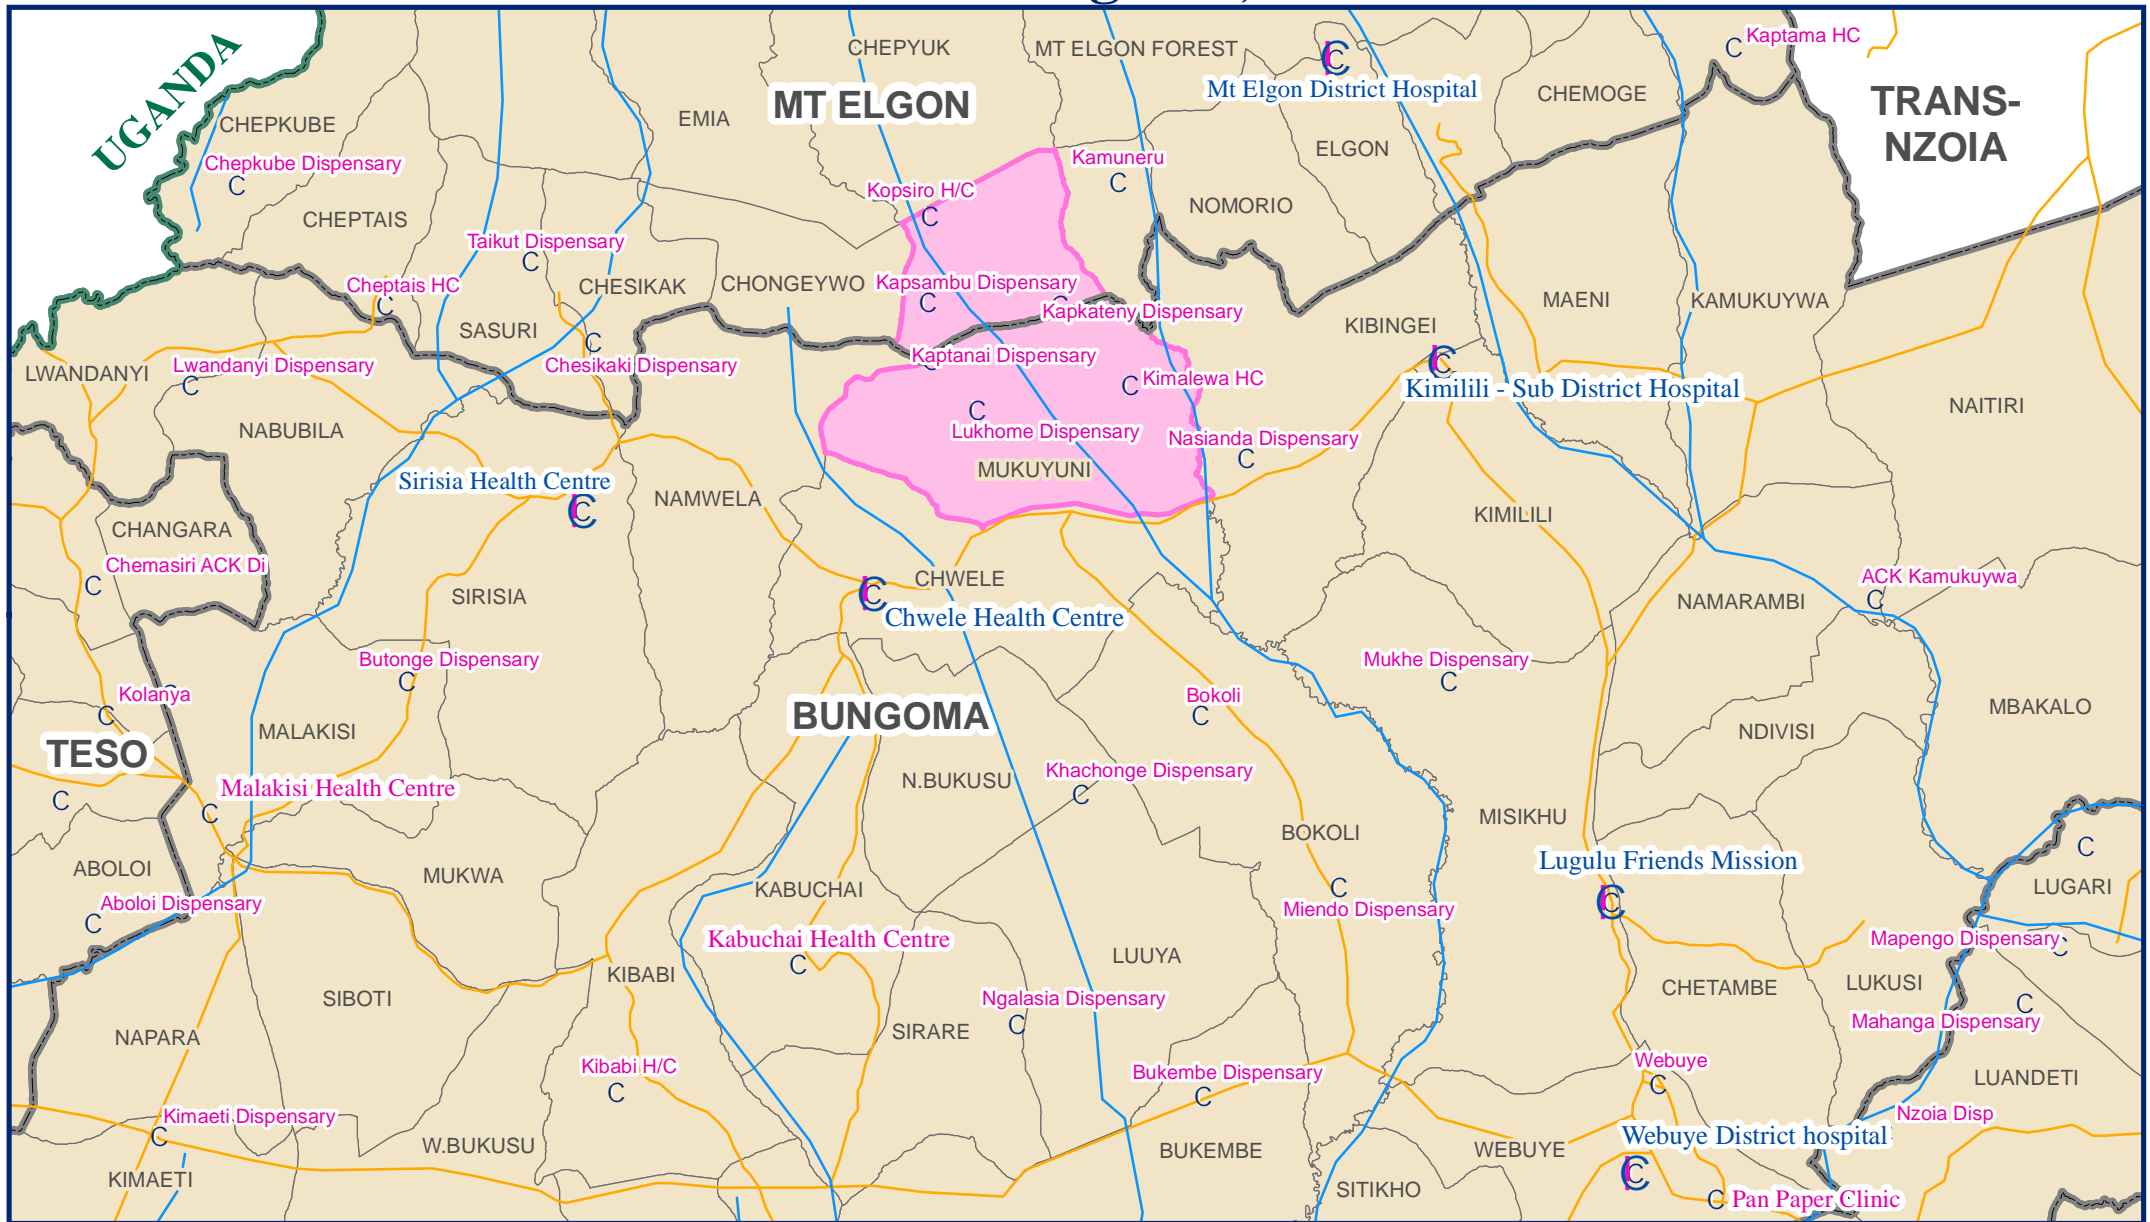 UGANDA
CHEPYUK
MT ELGON FOREST
Kaptama HC
Mt Elgon District Hospital
CHEMOGE
TRANS-
NZOIA
MT ELGON
EMIA
CHEPKUBE
Chepkube Dispensary
ELGON
Kamuneru
Kopsiro H/C
NOMORIO
CHEPTAIS
Taikut Dispensary
Cheptais HC
CHESIKAK
CHONGEYWO
Kapsambu Dispensary
MAENI
KAMUKUYWA
Kapkateny Dispensary
KIBINGEI
SASURI
LWANDANYI
Lwandanyi Dispensary
Chesikaki Dispensary
Kaptanai Dispensary
Kimalewa HC
Kimilili - Sub District Hospital
NAITIRI
NABUBILA
Lukhome Dispensary
Nasianda Dispensary
MUKUYUNI
Sirisia Health Centre
NAMWELA
KIMILILI
CHANGARA
Chemasiri ACK Di
CHWELE
ACK Kamukuywa
SIRISIA
NAMARAMBI
Chwele Health Centre
Butonge Dispensary
Mukhe Dispensary
Kolanya
Bokoli
MBAKALO
BUNGOMA
MALAKISI
NDIVISI
TESO
Malakisi Health Centre
N.BUKUSU
Khachonge Dispensary
MISIKHU
BOKOLI
ABOLOI
MUKWA
Lugulu Friends Mission
KABUCHAI
LUGARI
Aboloi Dispensary
Miendo Dispensary
Kabuchai Health Centre
Mapengo Dispensary
LUUYA
KIBABI
SIBOTI
CHETAMBE
LUKUSI
Ngalasia Dispensary
Mahanga Dispensary
NAPARA
SIRARE
Kibabi H/C
Webuye
Bukembe Dispensary
LUANDETI
Kimaeti Dispensary
Nzoia Disp
Webuye District hospital
W.BUKUSU
BUKEMBE
WEBUYE
KIMAETI
SITIKHO
Pan Paper Clinic